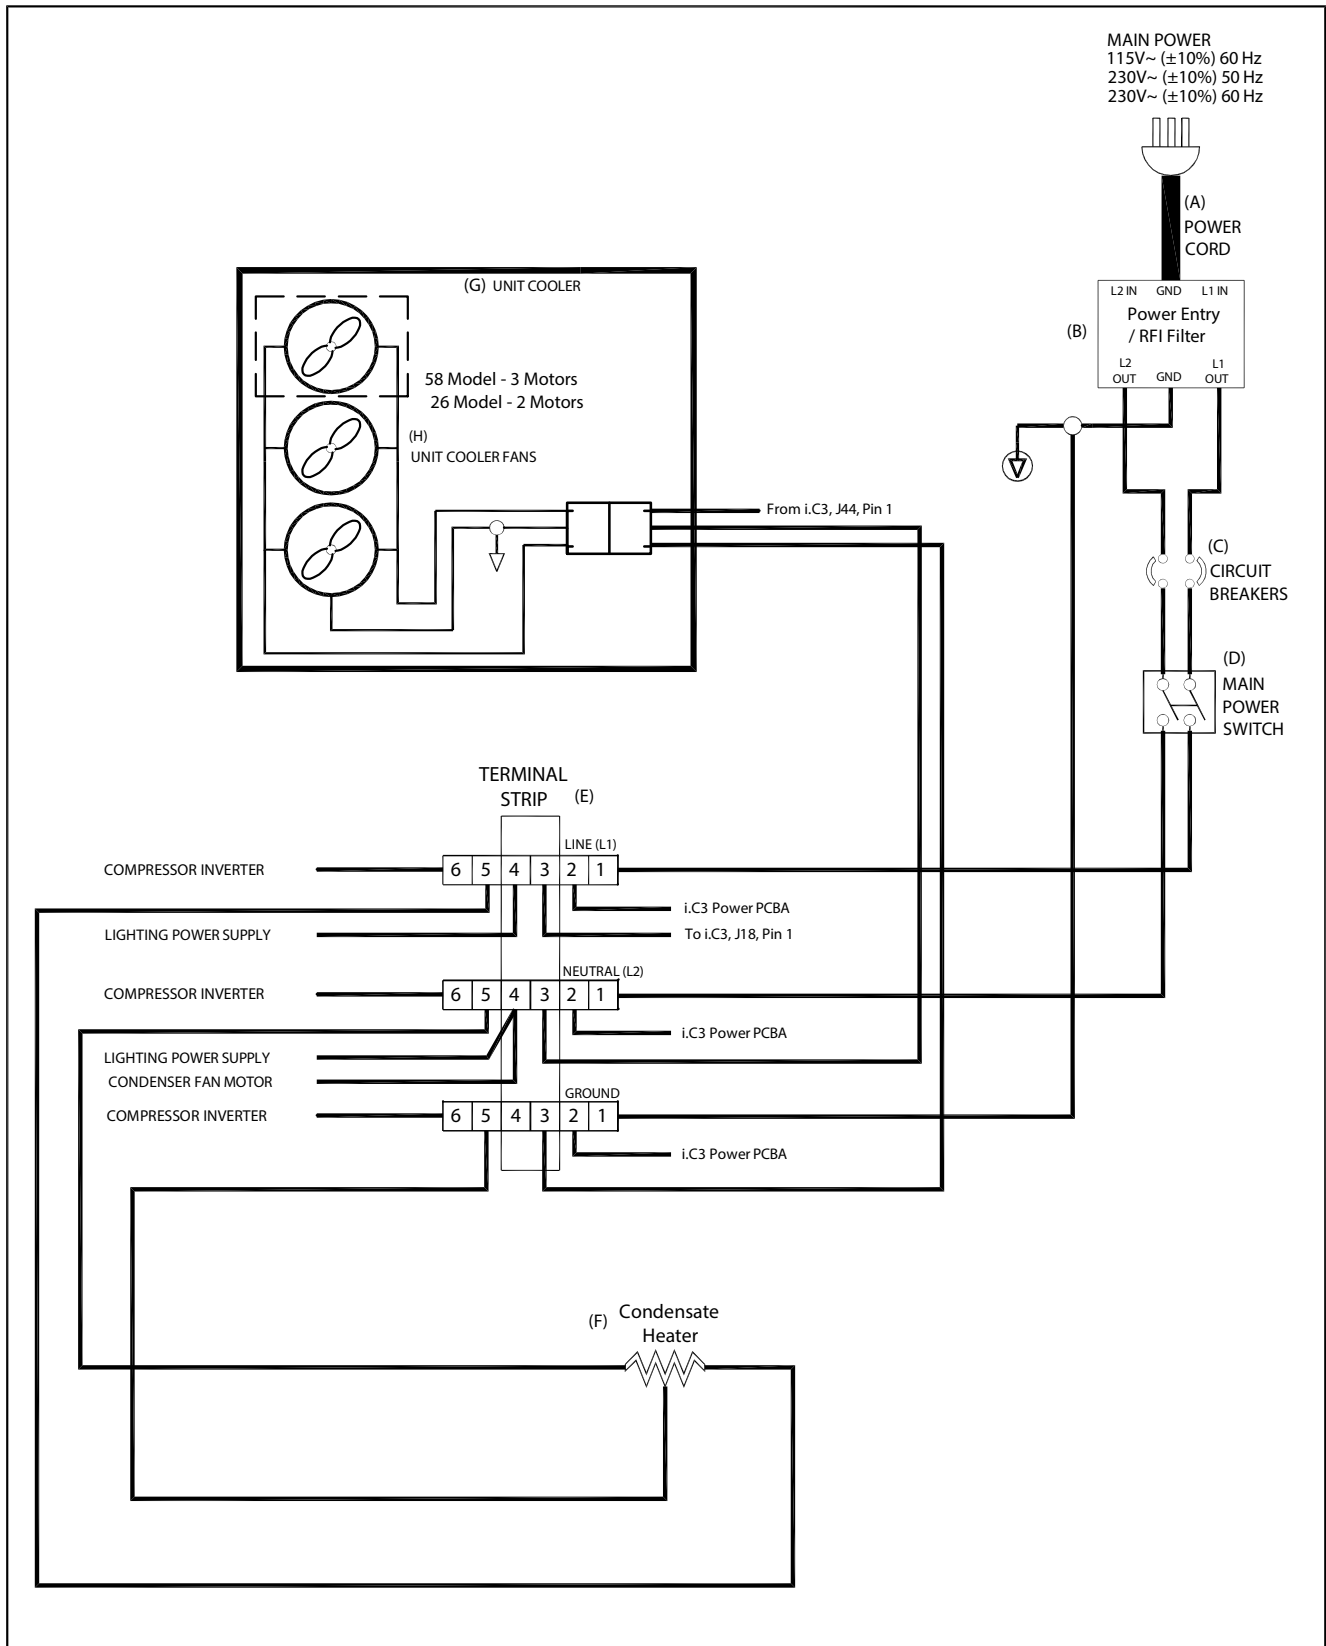 MAIN POWER
115V~ (±10%) 60 Hz
230V~ (±10%) 50 Hz
230V~ (±10%) 60 Hz
(A)
POWER
CORD
L2 IN GND L1 IN
Power Entry
/ RFI Filter
(B)
L2
OUT
GND
L1
OUT
(G) UNIT COOLER
58 Model - 3 Motors
26 Model - 2 Motors
(H)
UNIT COOLER FANS
From i.C3, J44, Pin 1
(C)
CIRCUIT
BREAKERS
(D)
MAIN
POWER
SWITCH
TERMINAL
STRIP
(E)
LINE (L1)
COMPRESSOR INVERTER
6 5 4 3 2 1
i.C3 Power PCBA
LIGHTING POWER SUPPLY
To i.C3, J18, Pin 1
NEUTRAL (L2)
COMPRESSOR INVERTER
6 5 4 3 2 1
i.C3 Power PCBA
LIGHTING POWER SUPPLY
CONDENSER FAN MOTOR
GROUND
COMPRESSOR INVERTER
6 5 4 3 2 1
i.C3 Power PCBA
(F)
Condensate
Heater